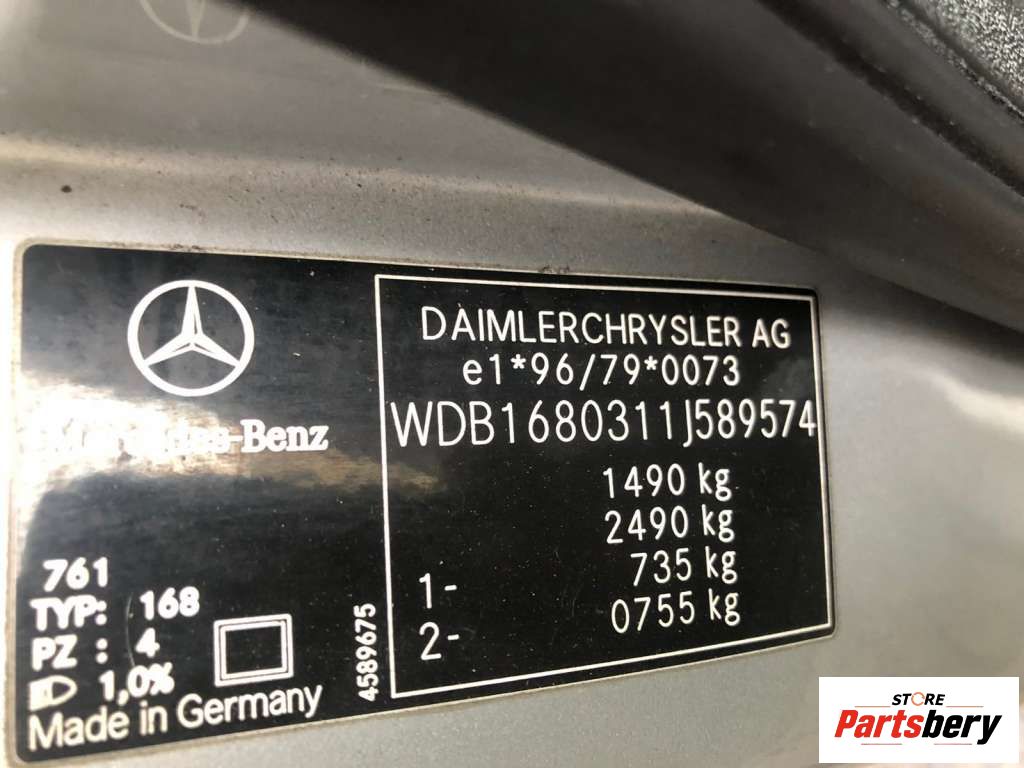 Mercedes-Benz
761
TYP: 168
PZ : 4
1,0%
Made in Germany
4589675
DAIMLERCHRYSLER AG
e1*96/79*0073
WDB1680311J589574
1490 kg
2490 kg
1- 735 kg
2- 0755 kg
STORE
Partsbery